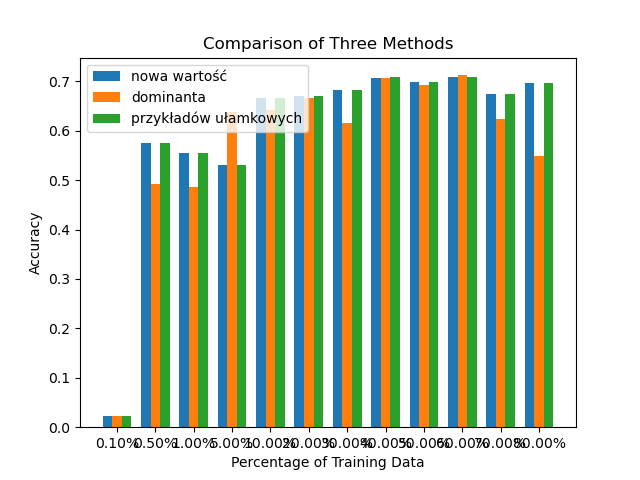 Comparison of Three Methods
nowa wartość
dominanta
przykładów ułamkowych
0.7
0.6
0.5
0.4
0.3
0.2
0.1
0.0
Accuracy
0.10% 0.50% 1.00% 5.00% 10.00% 20.00% 30.00% 40.00% 50.00% 60.00% 70.00% 80.00%
Percentage of Training Data